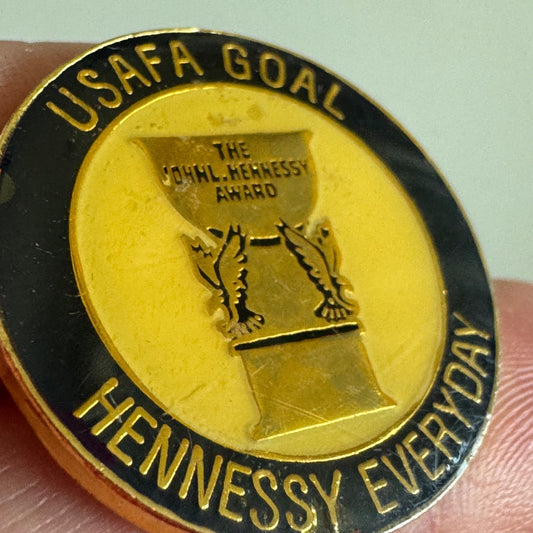 USAFA GOAL
THE
JOHN L. HENNESSY
AWARD
HENNESSY EVERYDAY